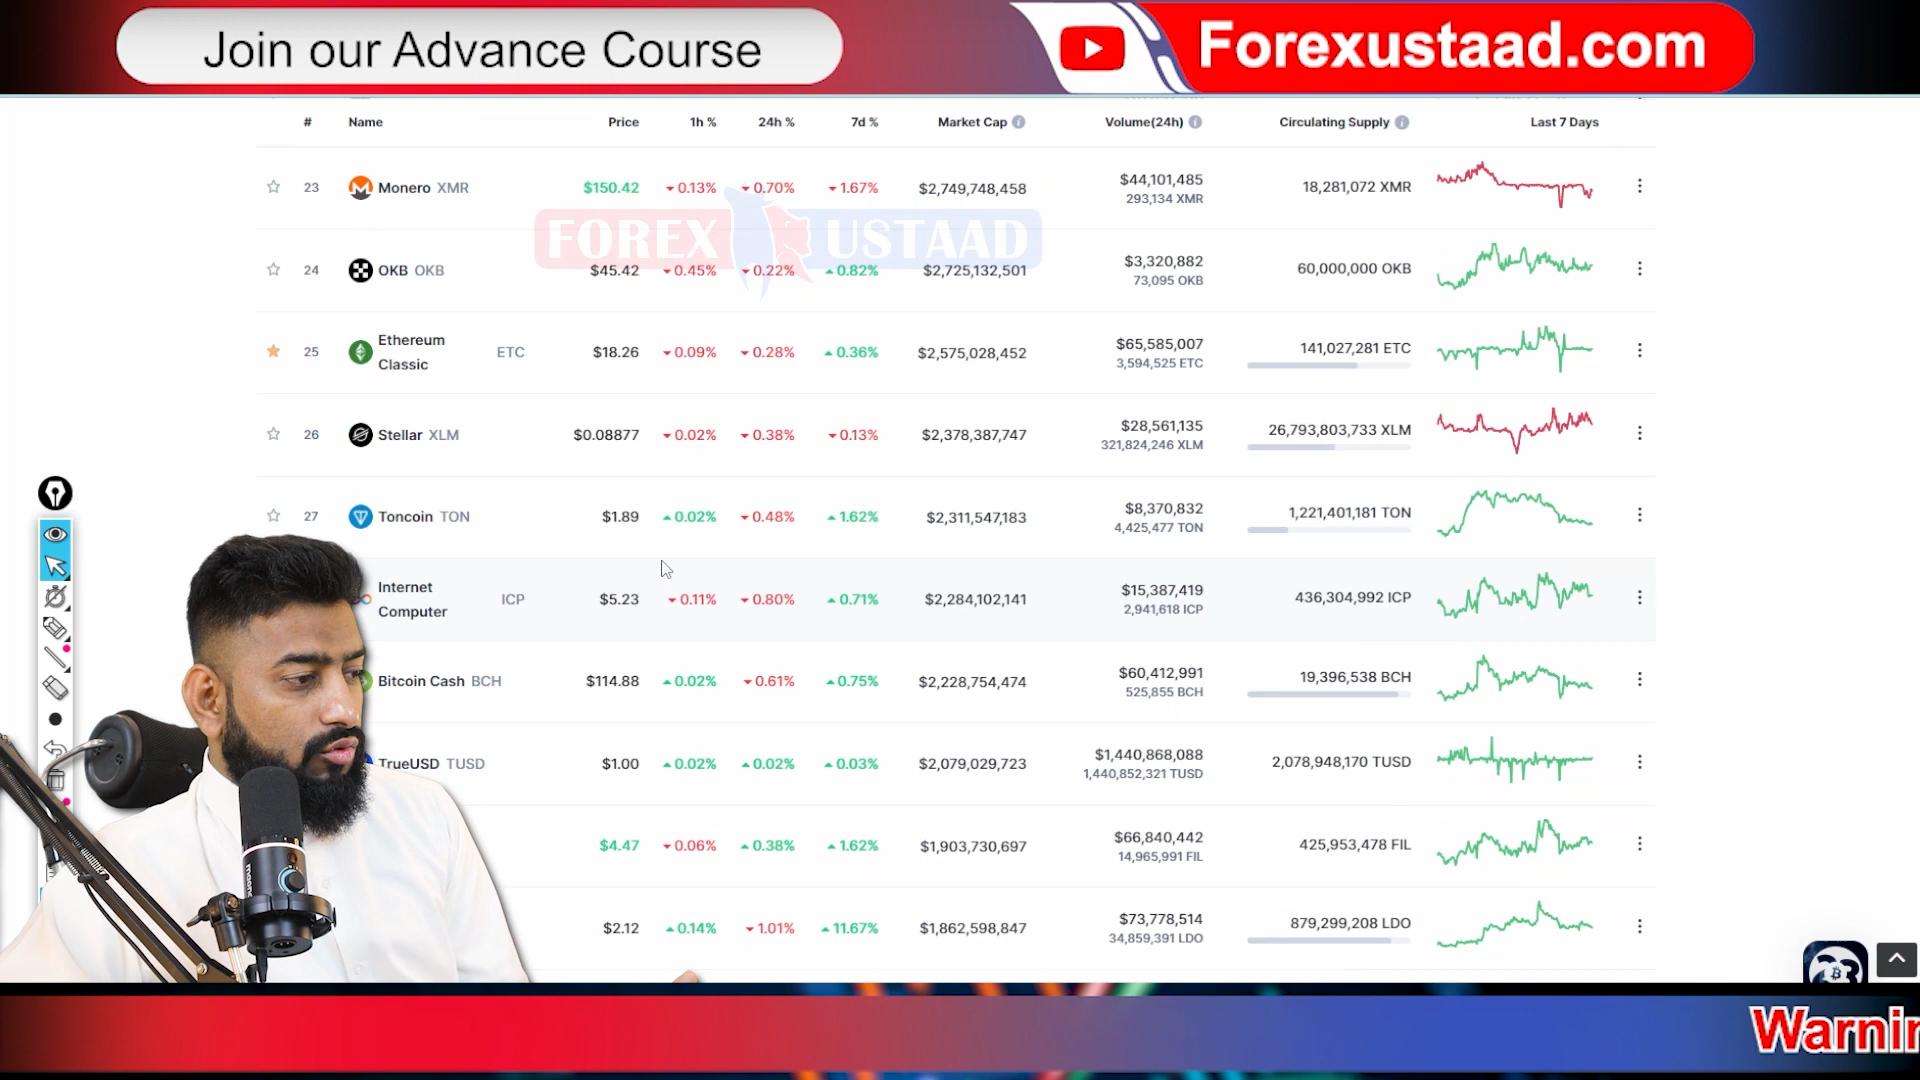 Join our Advance Course
Forexustaad.com
# Name Price 1h % 24h % 7d % Market Cap Volume(24h) Circulating Supply Last 7 Days
23 Monero XMR $150.42 0.13% 0.70% 1.67% $2,749,748,458 $44,101,485 18,281,072 XMR
293,134 XMR
FOREX USTAAD
24 OKB OKB $45.42 0.45% 0.22% 0.82% $2,725,132,501 $3,320,882 60,000,000 OKB
73,095 OKB
25 Ethereum Classic ETC $18.26 0.09% 0.28% 0.36% $2,575,028,452 $65,585,007 141,027,281 ETC
3,594,525 ETC
26 Stellar XLM $0.08877 0.02% 0.38% 0.13% $2,378,387,747 $28,561,135 26,793,803,733 XLM
321,824,246 XLM
27 Toncoin TON $1.89 0.02% 0.48% 1.62% $2,311,547,183 $8,370,832 1,221,401,181 TON
4,425,477 TON
Internet Computer ICP $5.23 0.11% 0.80% 0.71% $2,284,102,141 $15,387,419 436,304,992 ICP
2,941,618 ICP
Bitcoin Cash BCH $114.88 0.02% 0.61% 0.75% $2,228,754,474 $60,412,991 19,396,538 BCH
525,855 BCH
TrueUSD TUSD $1.00 0.02% 0.02% 0.03% $2,079,029,723 $1,440,868,088 2,078,948,170 TUSD
1,440,852,321 TUSD
$4.47 0.06% 0.38% 1.62% $1,903,730,697 $66,840,442 425,953,478 FIL
14,965,991 FIL
$2.12 0.14% 1.01% 11.67% $1,862,598,847 $73,778,514 879,299,208 LDO
34,859,391 LDO
Warnin